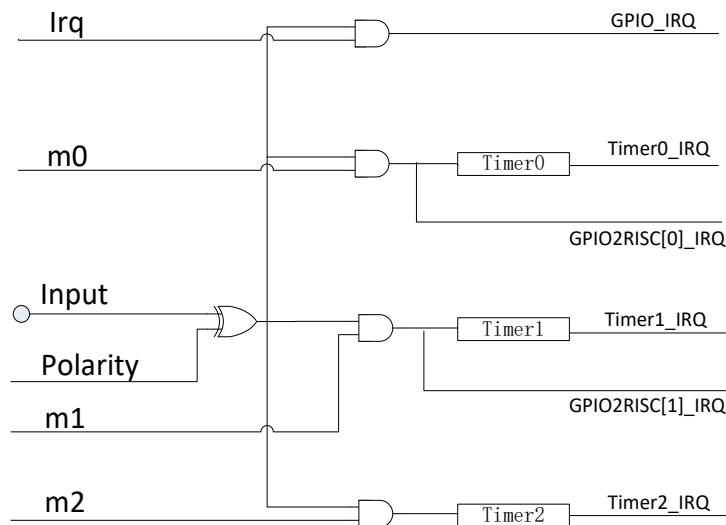 Irq
GPIO_IRQ
m0
Timer0
Timer0_IRQ
GPIO2RISC[0]_IRQ
Input
Timer1
Timer1_IRQ
Polarity
GPIO2RISC[1]_IRQ
m1
m2
Timer2
Timer2_IRQ